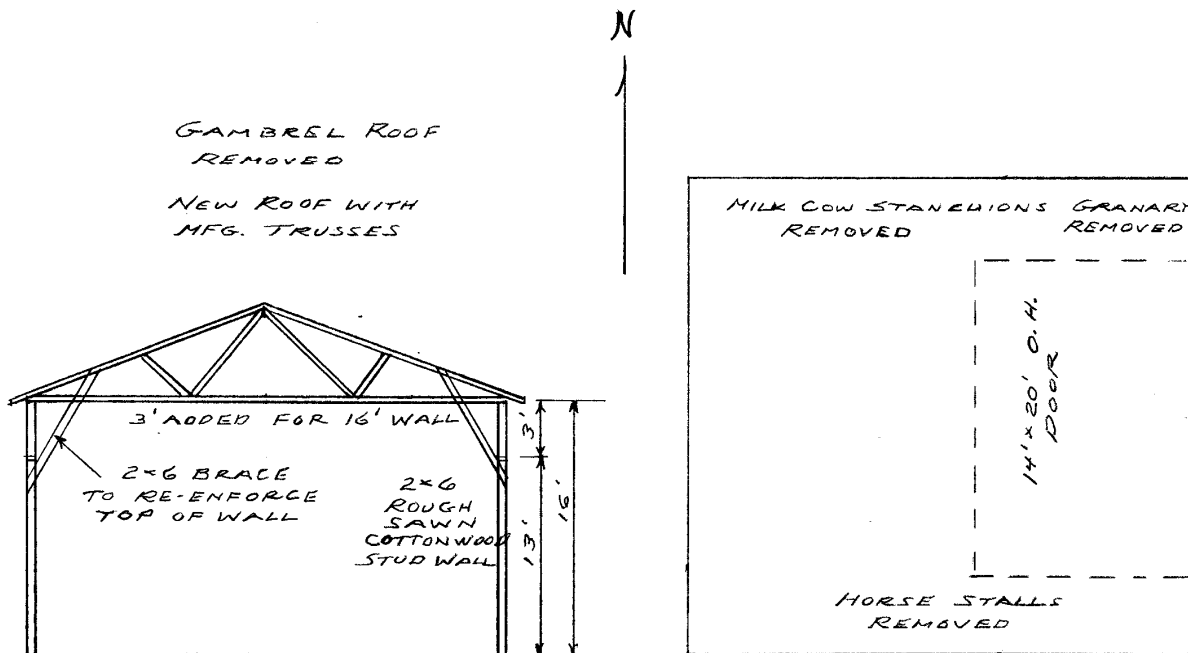 N
GAMBREL ROOF
REMOVED
NEW ROOF WITH
MFG. TRUSSES
3' ADDED FOR 16' WALL
2×6 BRACE
TO RE-ENFORGE
TOP OF WALL
2×6
ROUGH
SAWN
COTTONWOOD
STUD WALL
3'
13'
16'
MILK COW STANCHIONS
REMOVED
GRANARY
REMOVED
14' × 20' O.H.
DOOR
HORSE STALLS
REMOVED